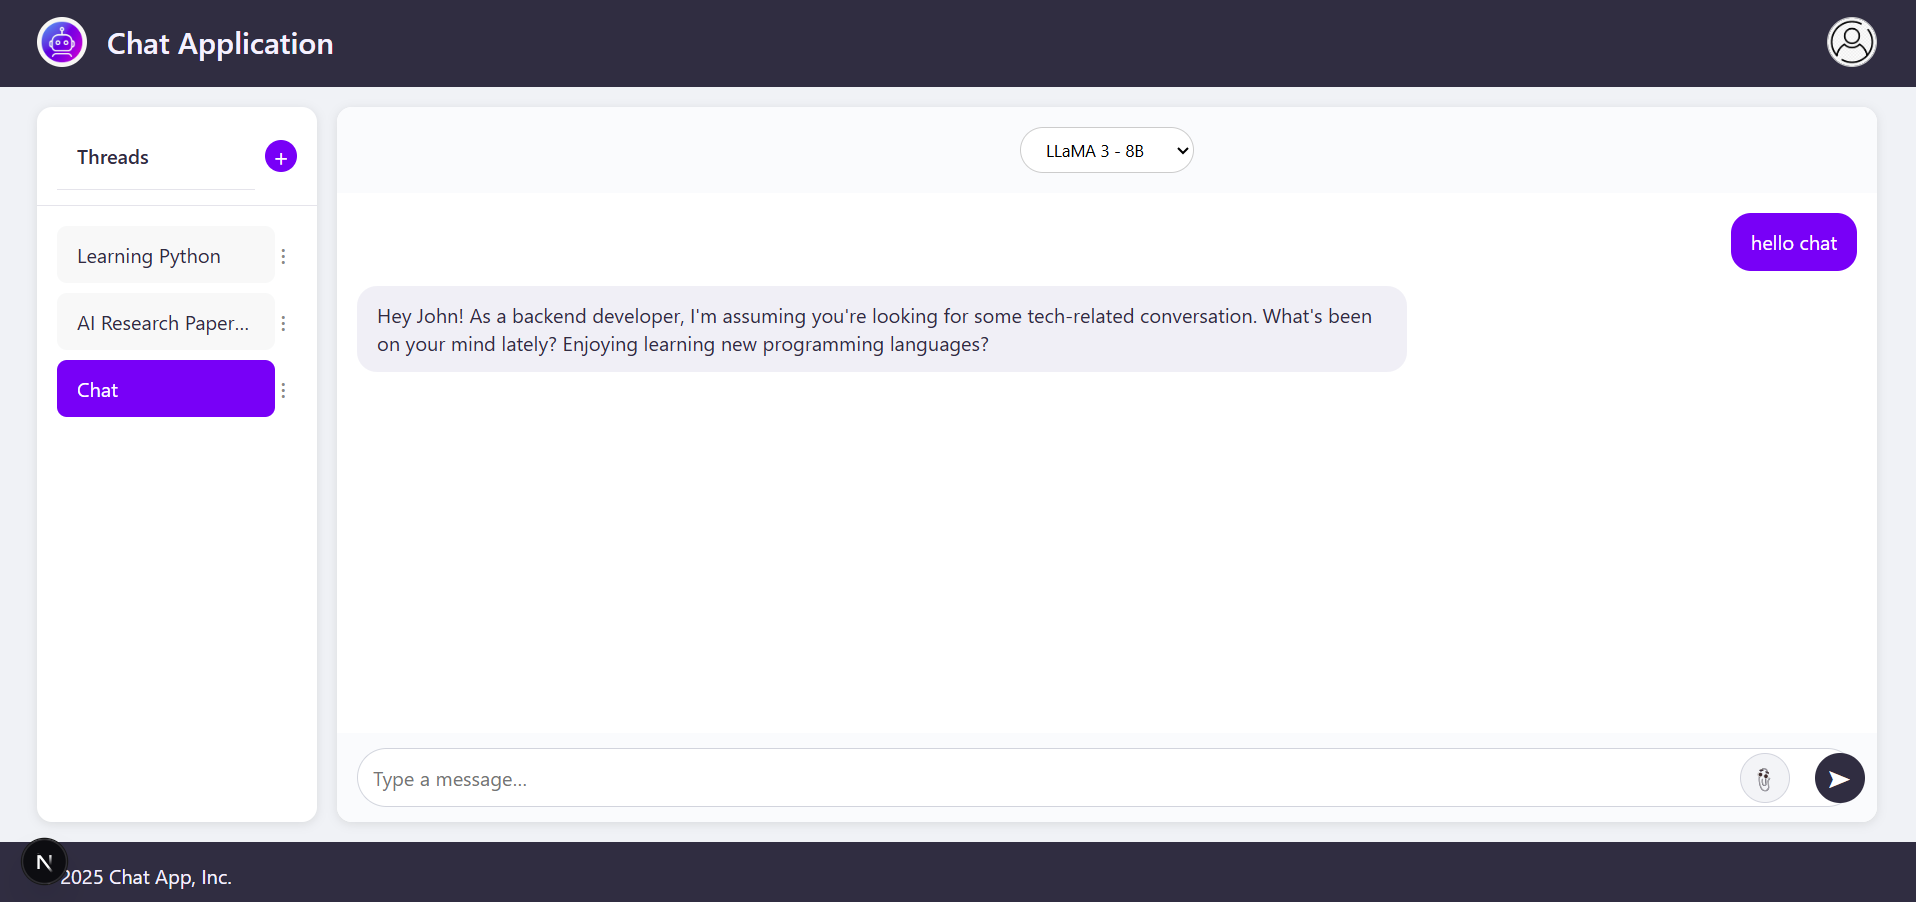 Chat Application
Threads
+
Learning Python
AI Research Paper...
Chat
LLaMA 3 - 8B
hello chat
Hey John! As a backend developer, I'm assuming you're looking for some tech-related conversation. What's been
on your mind lately? Enjoying learning new programming languages?
Type a message...
N
2025 Chat App, Inc.